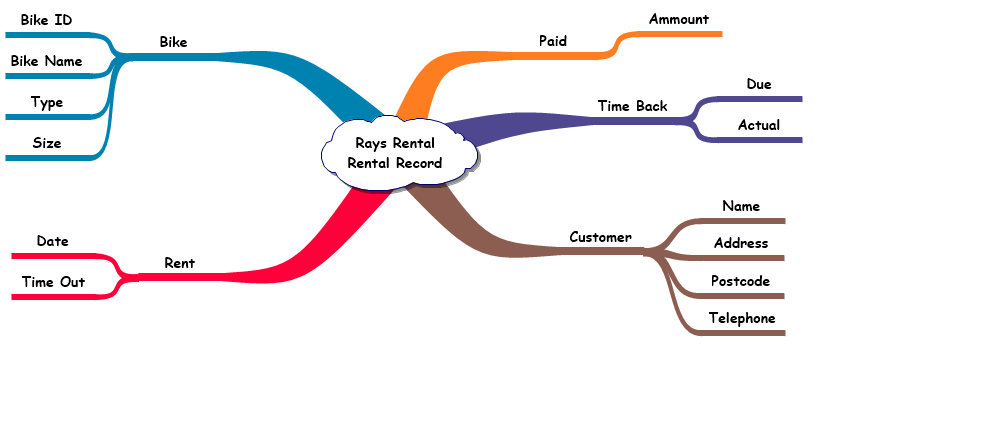 Rays Rental
Rental Record
Bike
Bike ID
Bike Name
Type
Size
Paid
Ammount
Time Back
Due
Actual
Customer
Name
Address
Postcode
Telephone
Rent
Date
Time Out